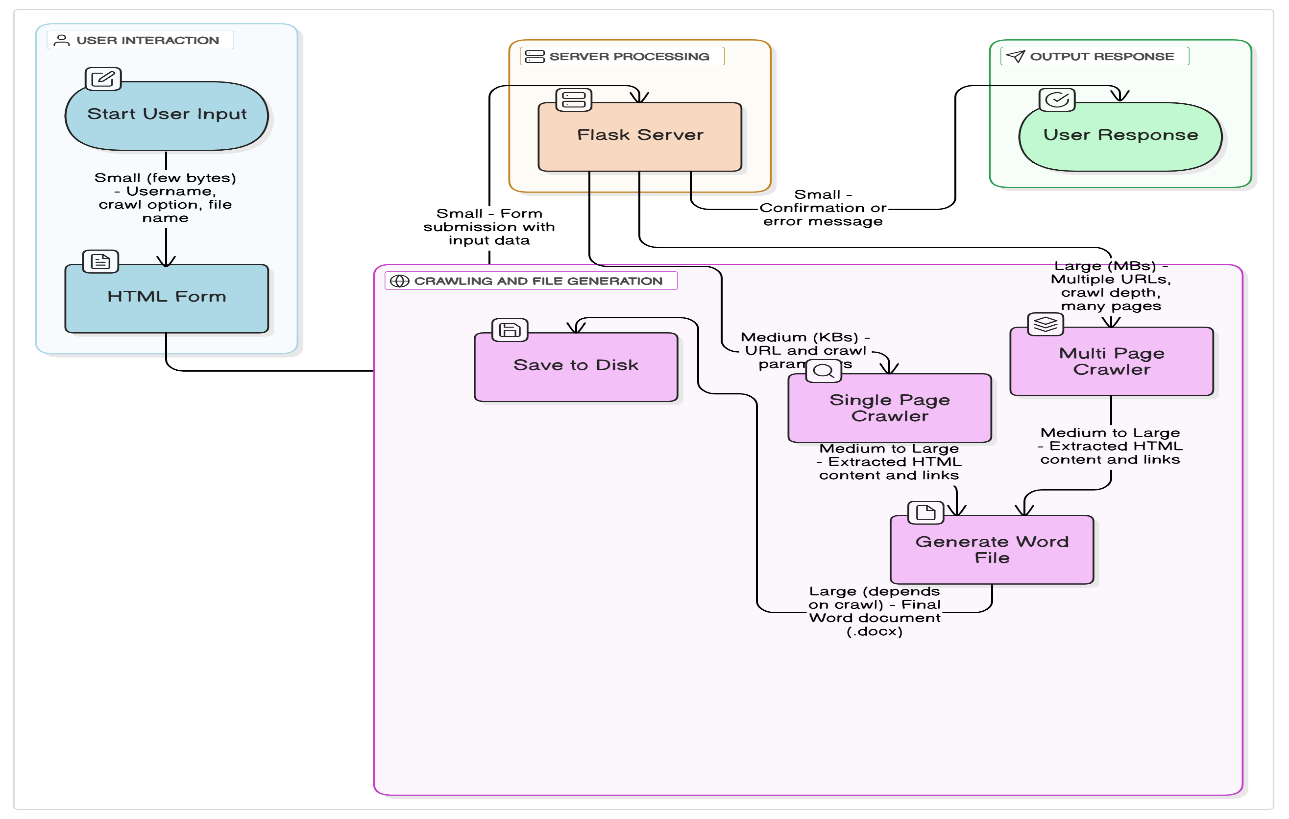 USER INTERACTION
Start User Input
Small (few bytes)
- Username,
crawl option, file
name
HTML Form
SERVER PROCESSING
Flask Server
Small - Form
submission with
input data
Small -
Confirmation or
error message
OUTPUT RESPONSE
User Response
CRAWLING AND FILE GENERATION
Save to Disk
Medium (KBs) -
URL and crawl
parameters
Single Page
Crawler
Medium to Large
- Extracted HTML
content and links
Large (MBs) -
Multiple URLs,
crawl depth,
many pages
Multi Page
Crawler
Medium to Large
- Extracted HTML
content and links
Generate Word
File
Large (depends
on crawl) - Final
Word document
(.docx)